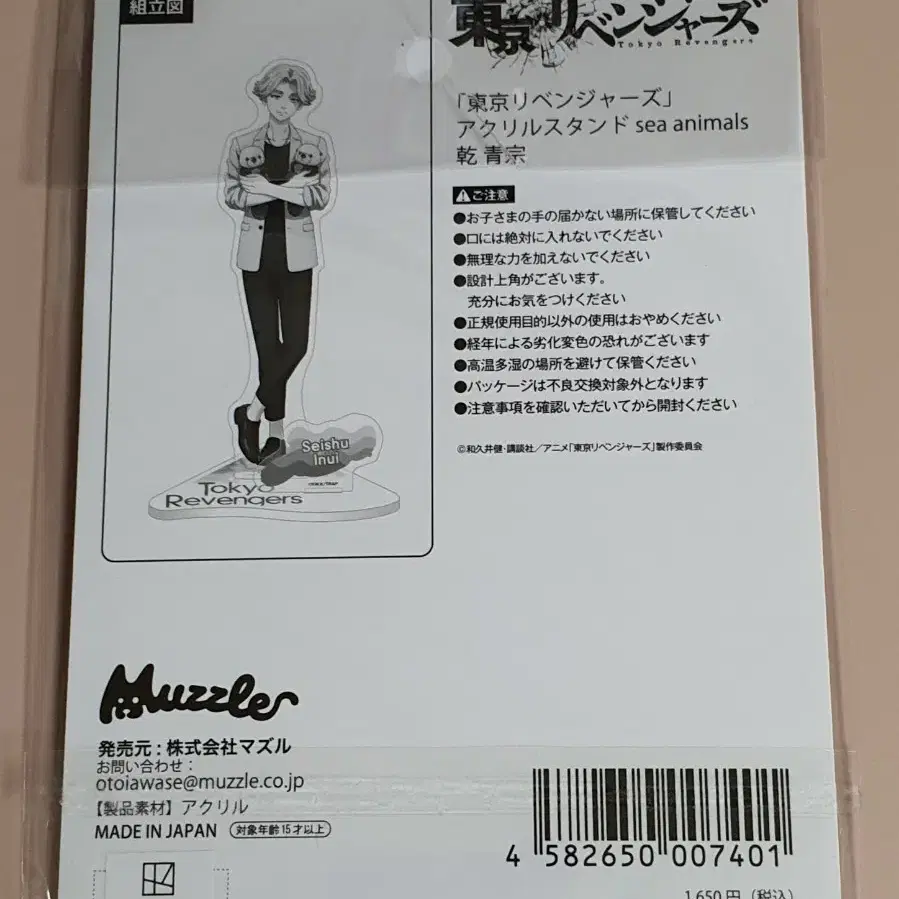 組立図
東京リベンジャーズ
Tokyo Revengers
「東京リベンジャーズ」
アクリルスタンド sea animals
乾 青宗
ご注意
●お子さまの手の届かない場所に保管してください
●口には絶対に入れないでください
●無理な力を加えないでください
●設計上角がございます。
充分にお気をつけください
●正規使用目的以外の使用はおやめください
●経年による劣化変色の恐れがございます
●高温多湿の場所を避けて保管ください
●パッケージは不良交換対象外となります
●注意事項を確認いただいてから開封ください
©和久井健・講談社／アニメ「東京リベンジャーズ」製作委員会
Seishu
Inui
Tokyo
Revengers
Muzzle
発売元 : 株式会社マズル
お問い合わせ :
otoiawase@muzzle.co.jp
【製品素材】アクリル
MADE IN JAPAN 対象年齢15才以上
4 582650 007401
1,650円（税込）